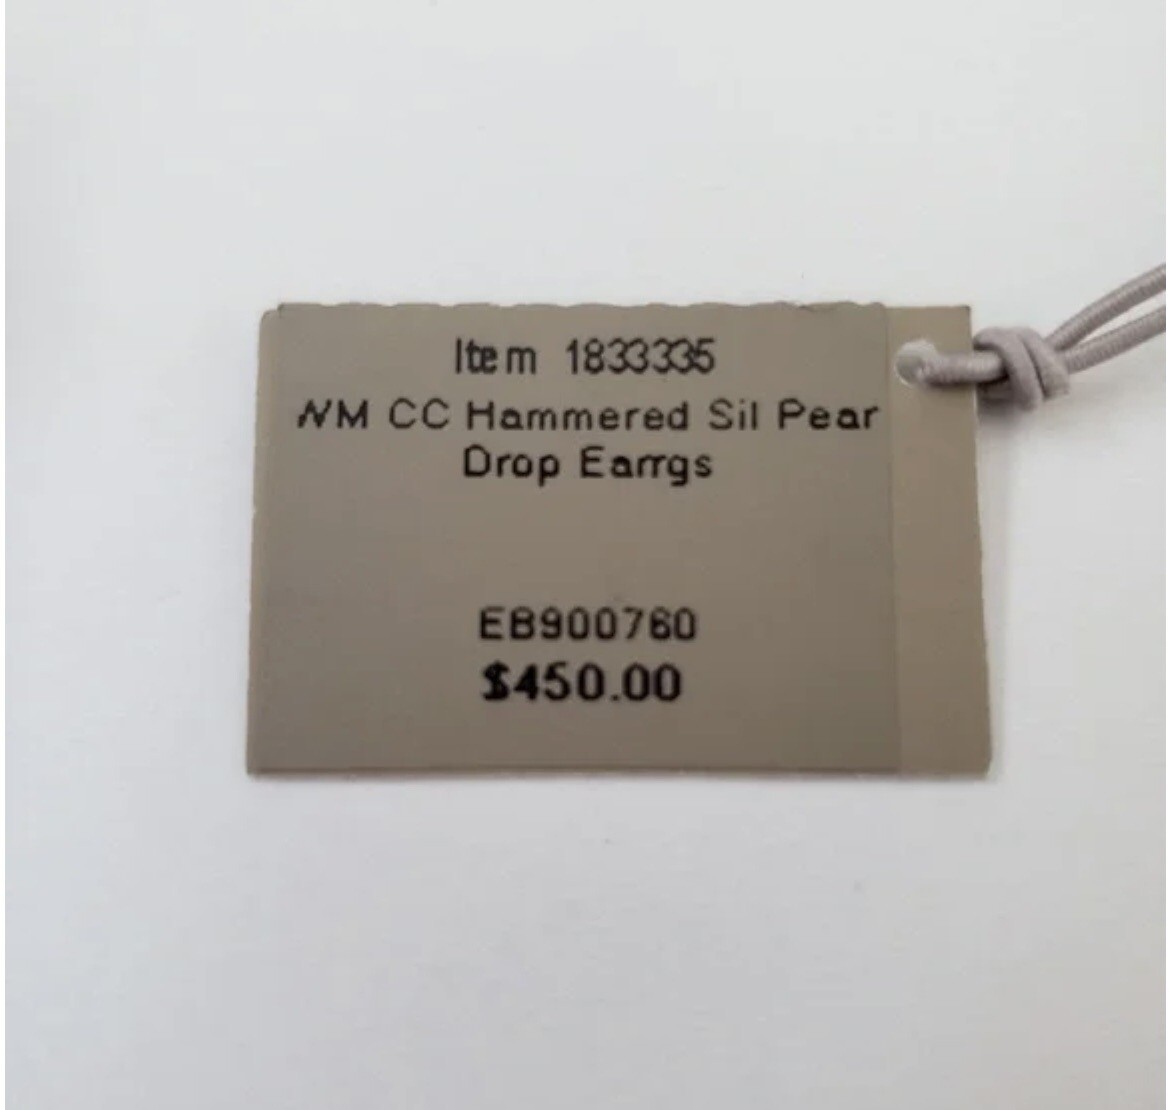 Item 1833335
NM CC Hammered Sil Pear
Drop Earrgs
EB900760
$450.00